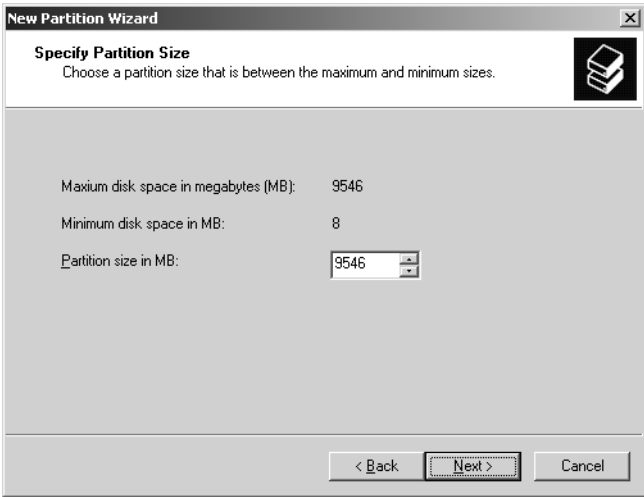 New Partition Wizard
Specify Partition Size
Choose a partition size that is between the maximum and minimum sizes.
Maxium disk space in megabytes (MB): 9546
Minimum disk space in MB: 8
Partition size in MB: 9546
< Back Next > Cancel